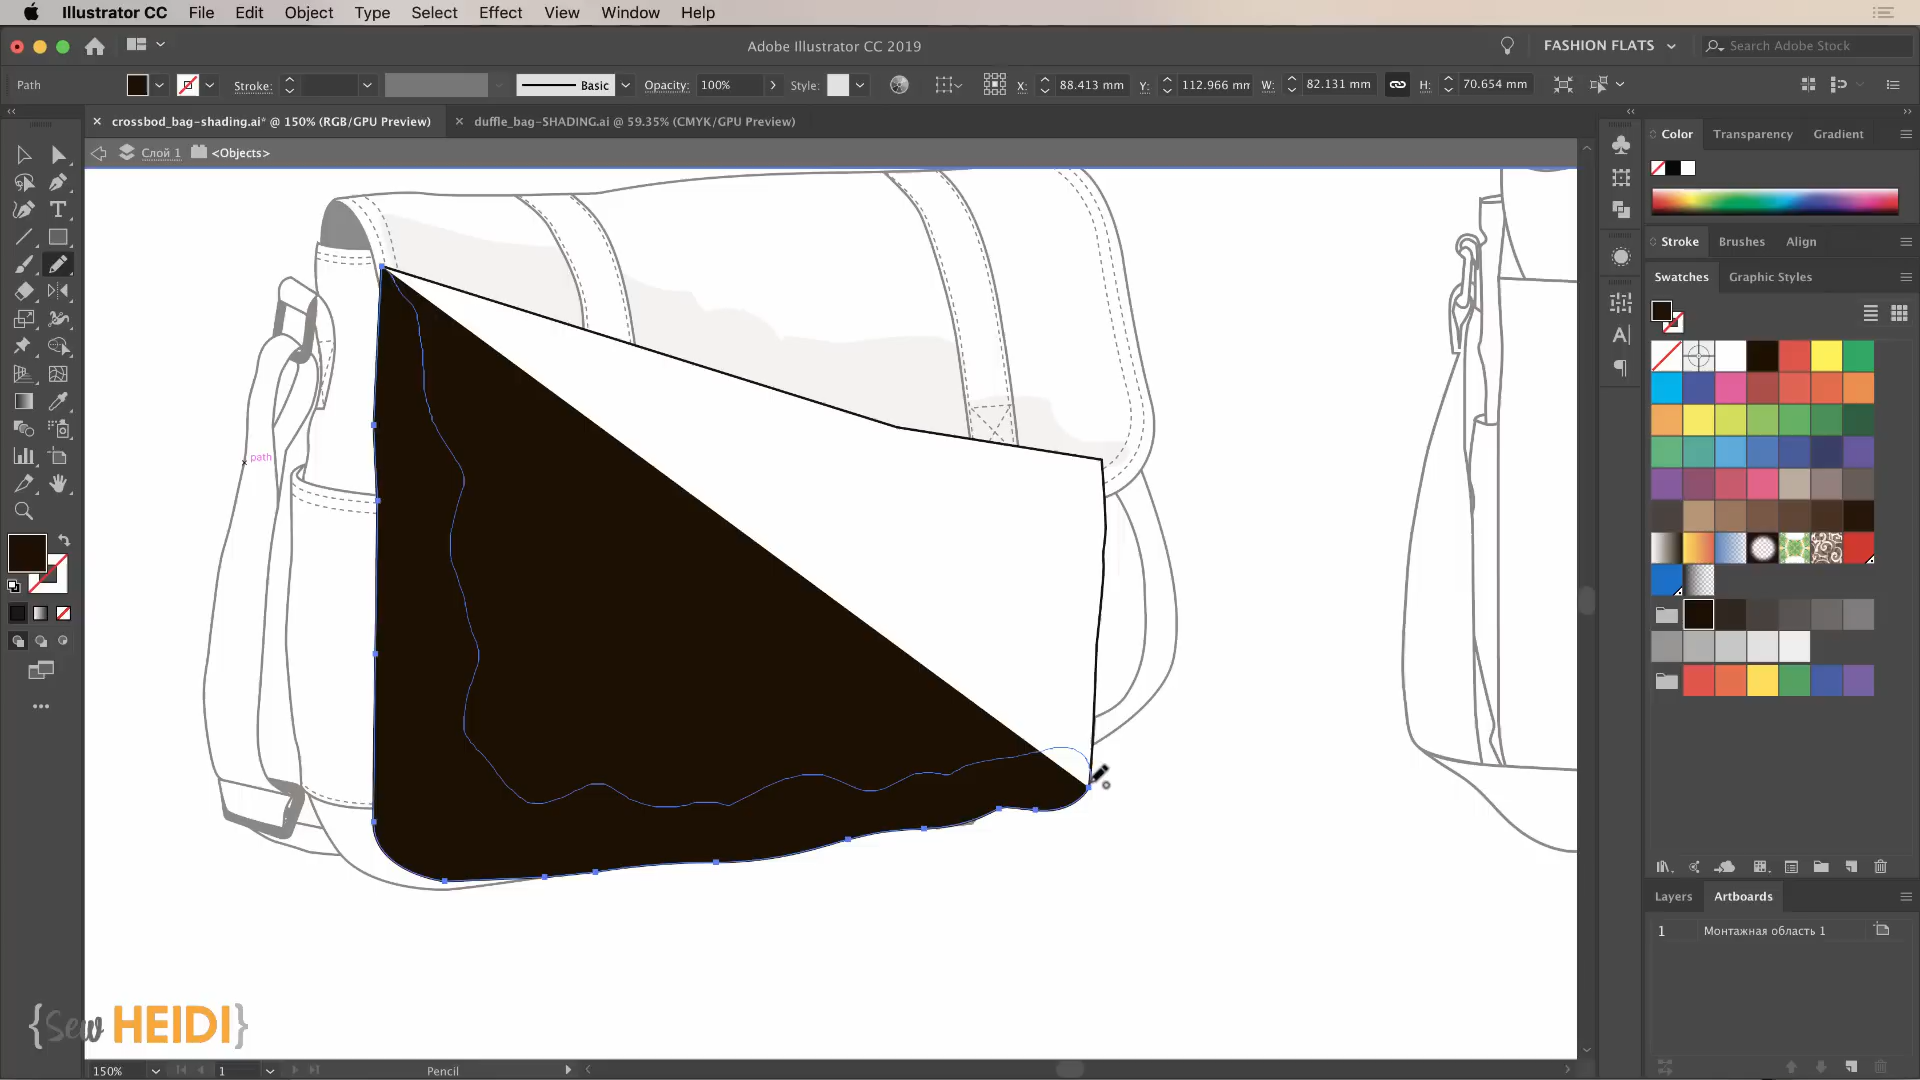 Illustrator CC File Edit Object Type Select Effect View Window Help
Adobe Illustrator CC 2019
FASHION FLATS
Search Adobe Stock
Path
Stroke:
Basic
Opacity: 100%
Style:
X: 88.413 mm
Y: 112.966 mm
W: 82.131 mm
H: 70.654 mm
× crossbod_bag-shading.ai* @ 150% (RGB/GPU Preview)
× duffle_bag-SHADING.ai @ 59.35% (CMYK/GPU Preview)
Слой 1 <Objects>
Color Transparency Gradient
Stroke Brushes Align
Swatches Graphic Styles
path
Layers Artboards
1 Монтажная область 1
{Sew HEIDI}
150% 1 Pencil